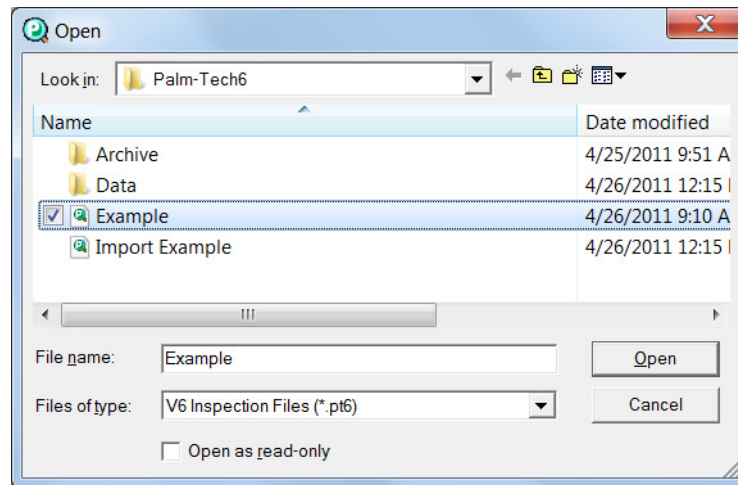 Open
Look in: Palm-Tech6
Name Date modified
Archive 4/25/2011 9:51 A
Data 4/26/2011 12:15
Example 4/26/2011 9:10 A
Import Example 4/26/2011 12:15
File name: Example Open
Files of type: V6 Inspection Files (*.pt6) Cancel
Open as read-only